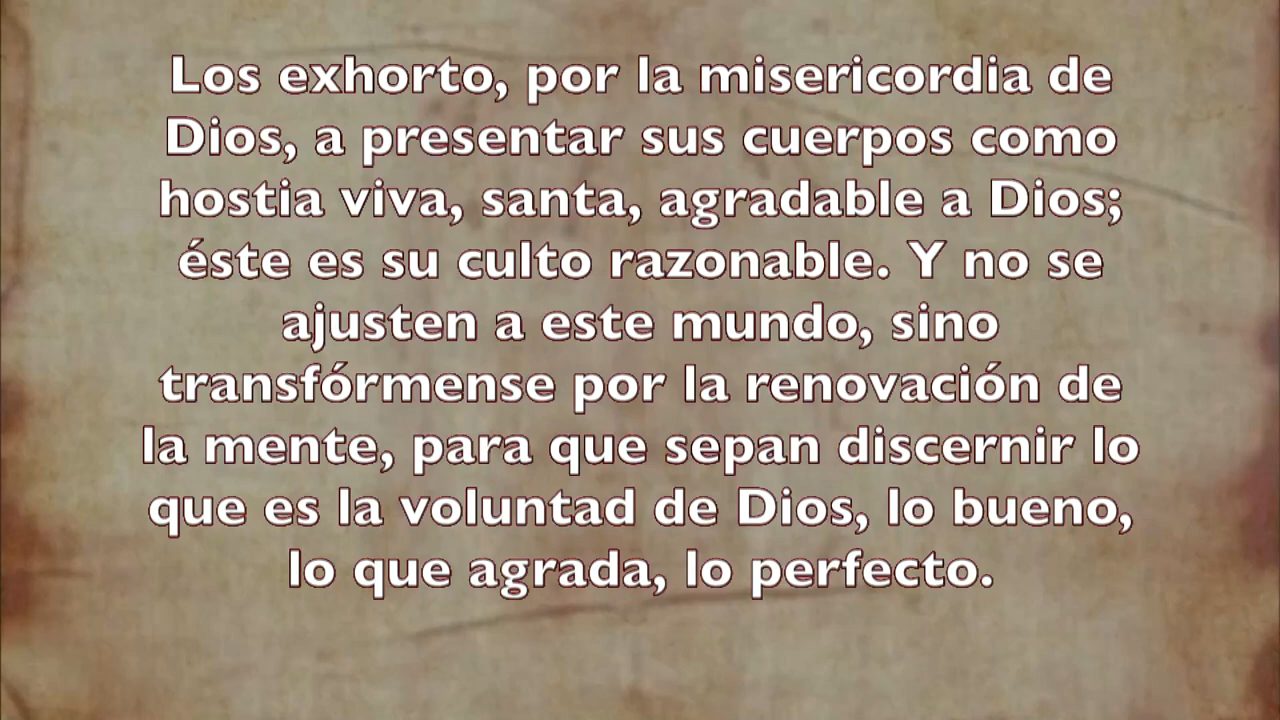 Los exhorto, por la misericordia de
Dios, a presentar sus cuerpos como
hostia viva, santa, agradable a Dios;
éste es su culto razonable. Y no se
ajusten a este mundo, sino
transfórmense por la renovación de
la mente, para que sepan discernir lo
que es la voluntad de Dios, lo bueno,
lo que agrada, lo perfecto.